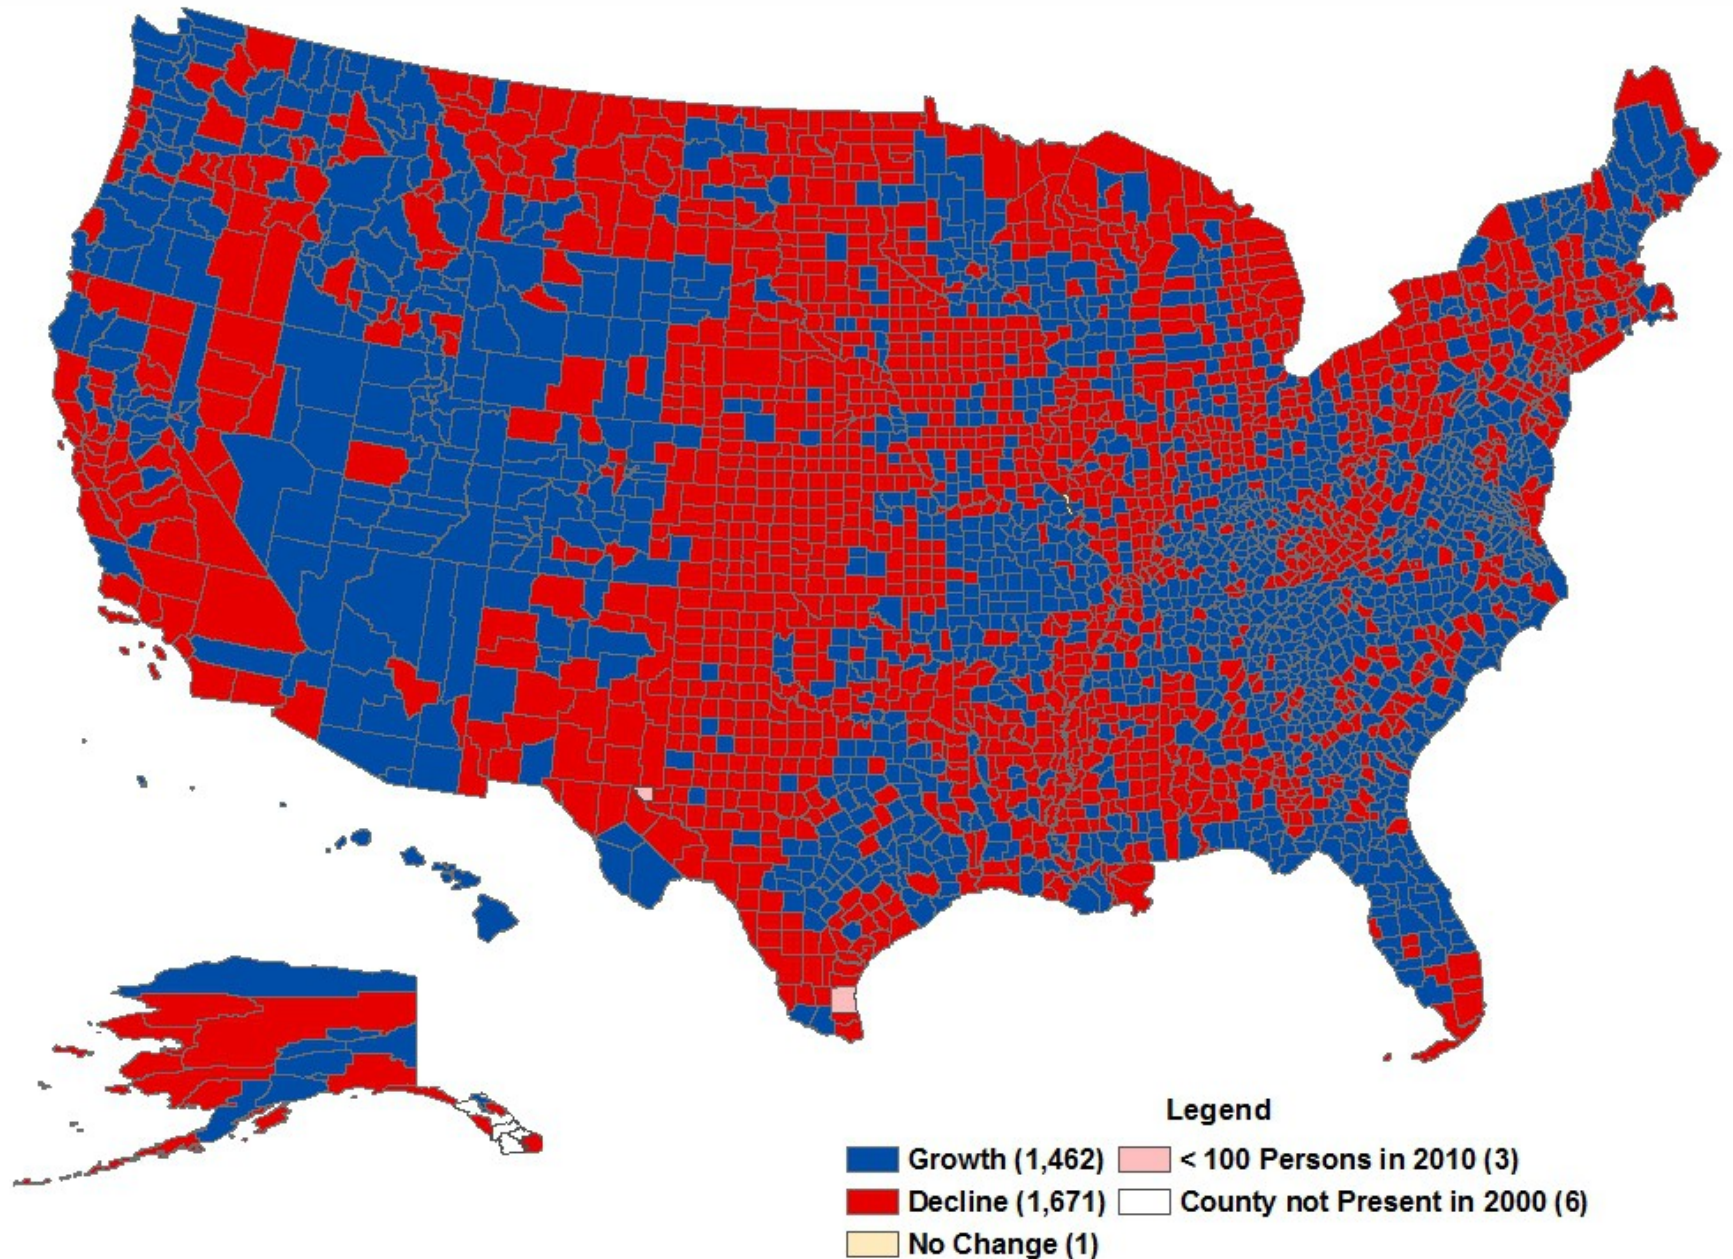 Legend
Growth (1,462)
< 100 Persons in 2010 (3)
Decline (1,671)
County not Present in 2000 (6)
No Change (1)